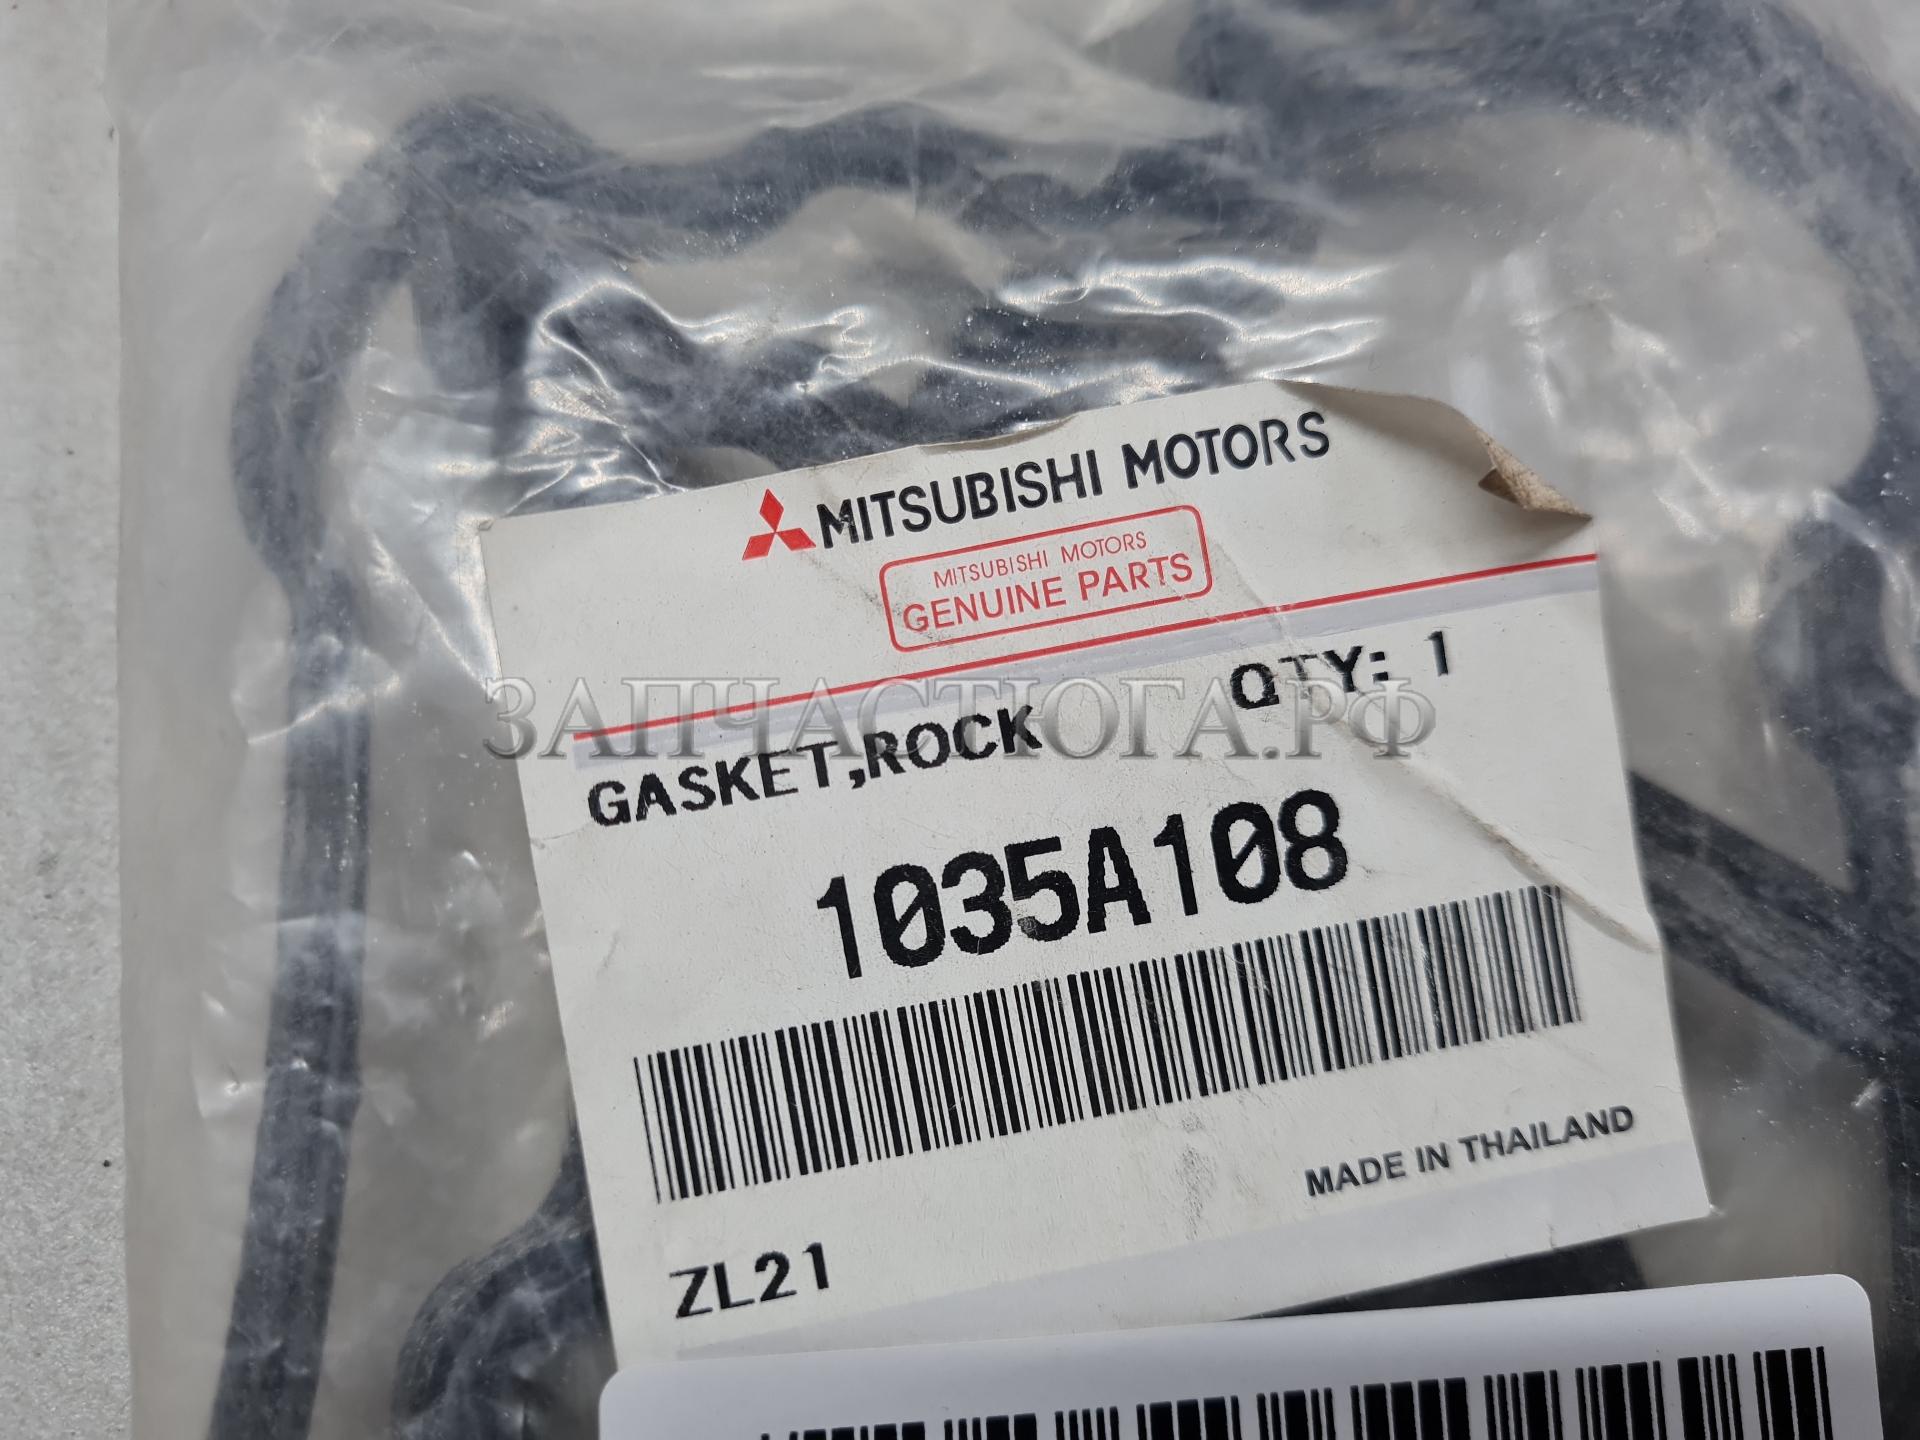 MITSUBISHI MOTORS
MITSUBISHI MOTORS
GENUINE PARTS
QTY: 1
ЗАПЧАСТЮГА.РФ
GASKET,ROCK
1035A108
MADE IN THAILAND
ZL21